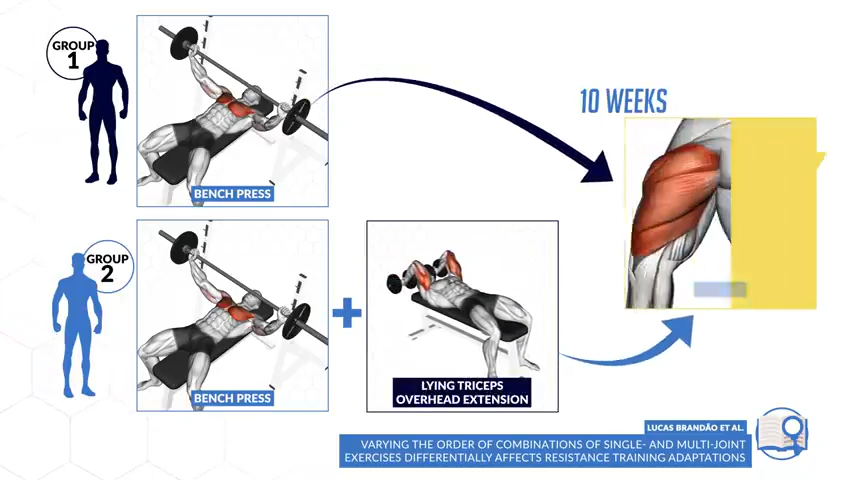 GROUP
1
BENCH PRESS
10 WEEKS
GROUP
2
BENCH PRESS
LYING TRICEPS
OVERHEAD EXTENSION
LUCAS BRANDÃO ET AL.
VARYING THE ORDER OF COMBINATIONS OF SINGLE- AND MULTI-JOINT
EXERCISES DIFFERENTIALLY AFFECTS RESISTANCE TRAINING ADAPTATIONS